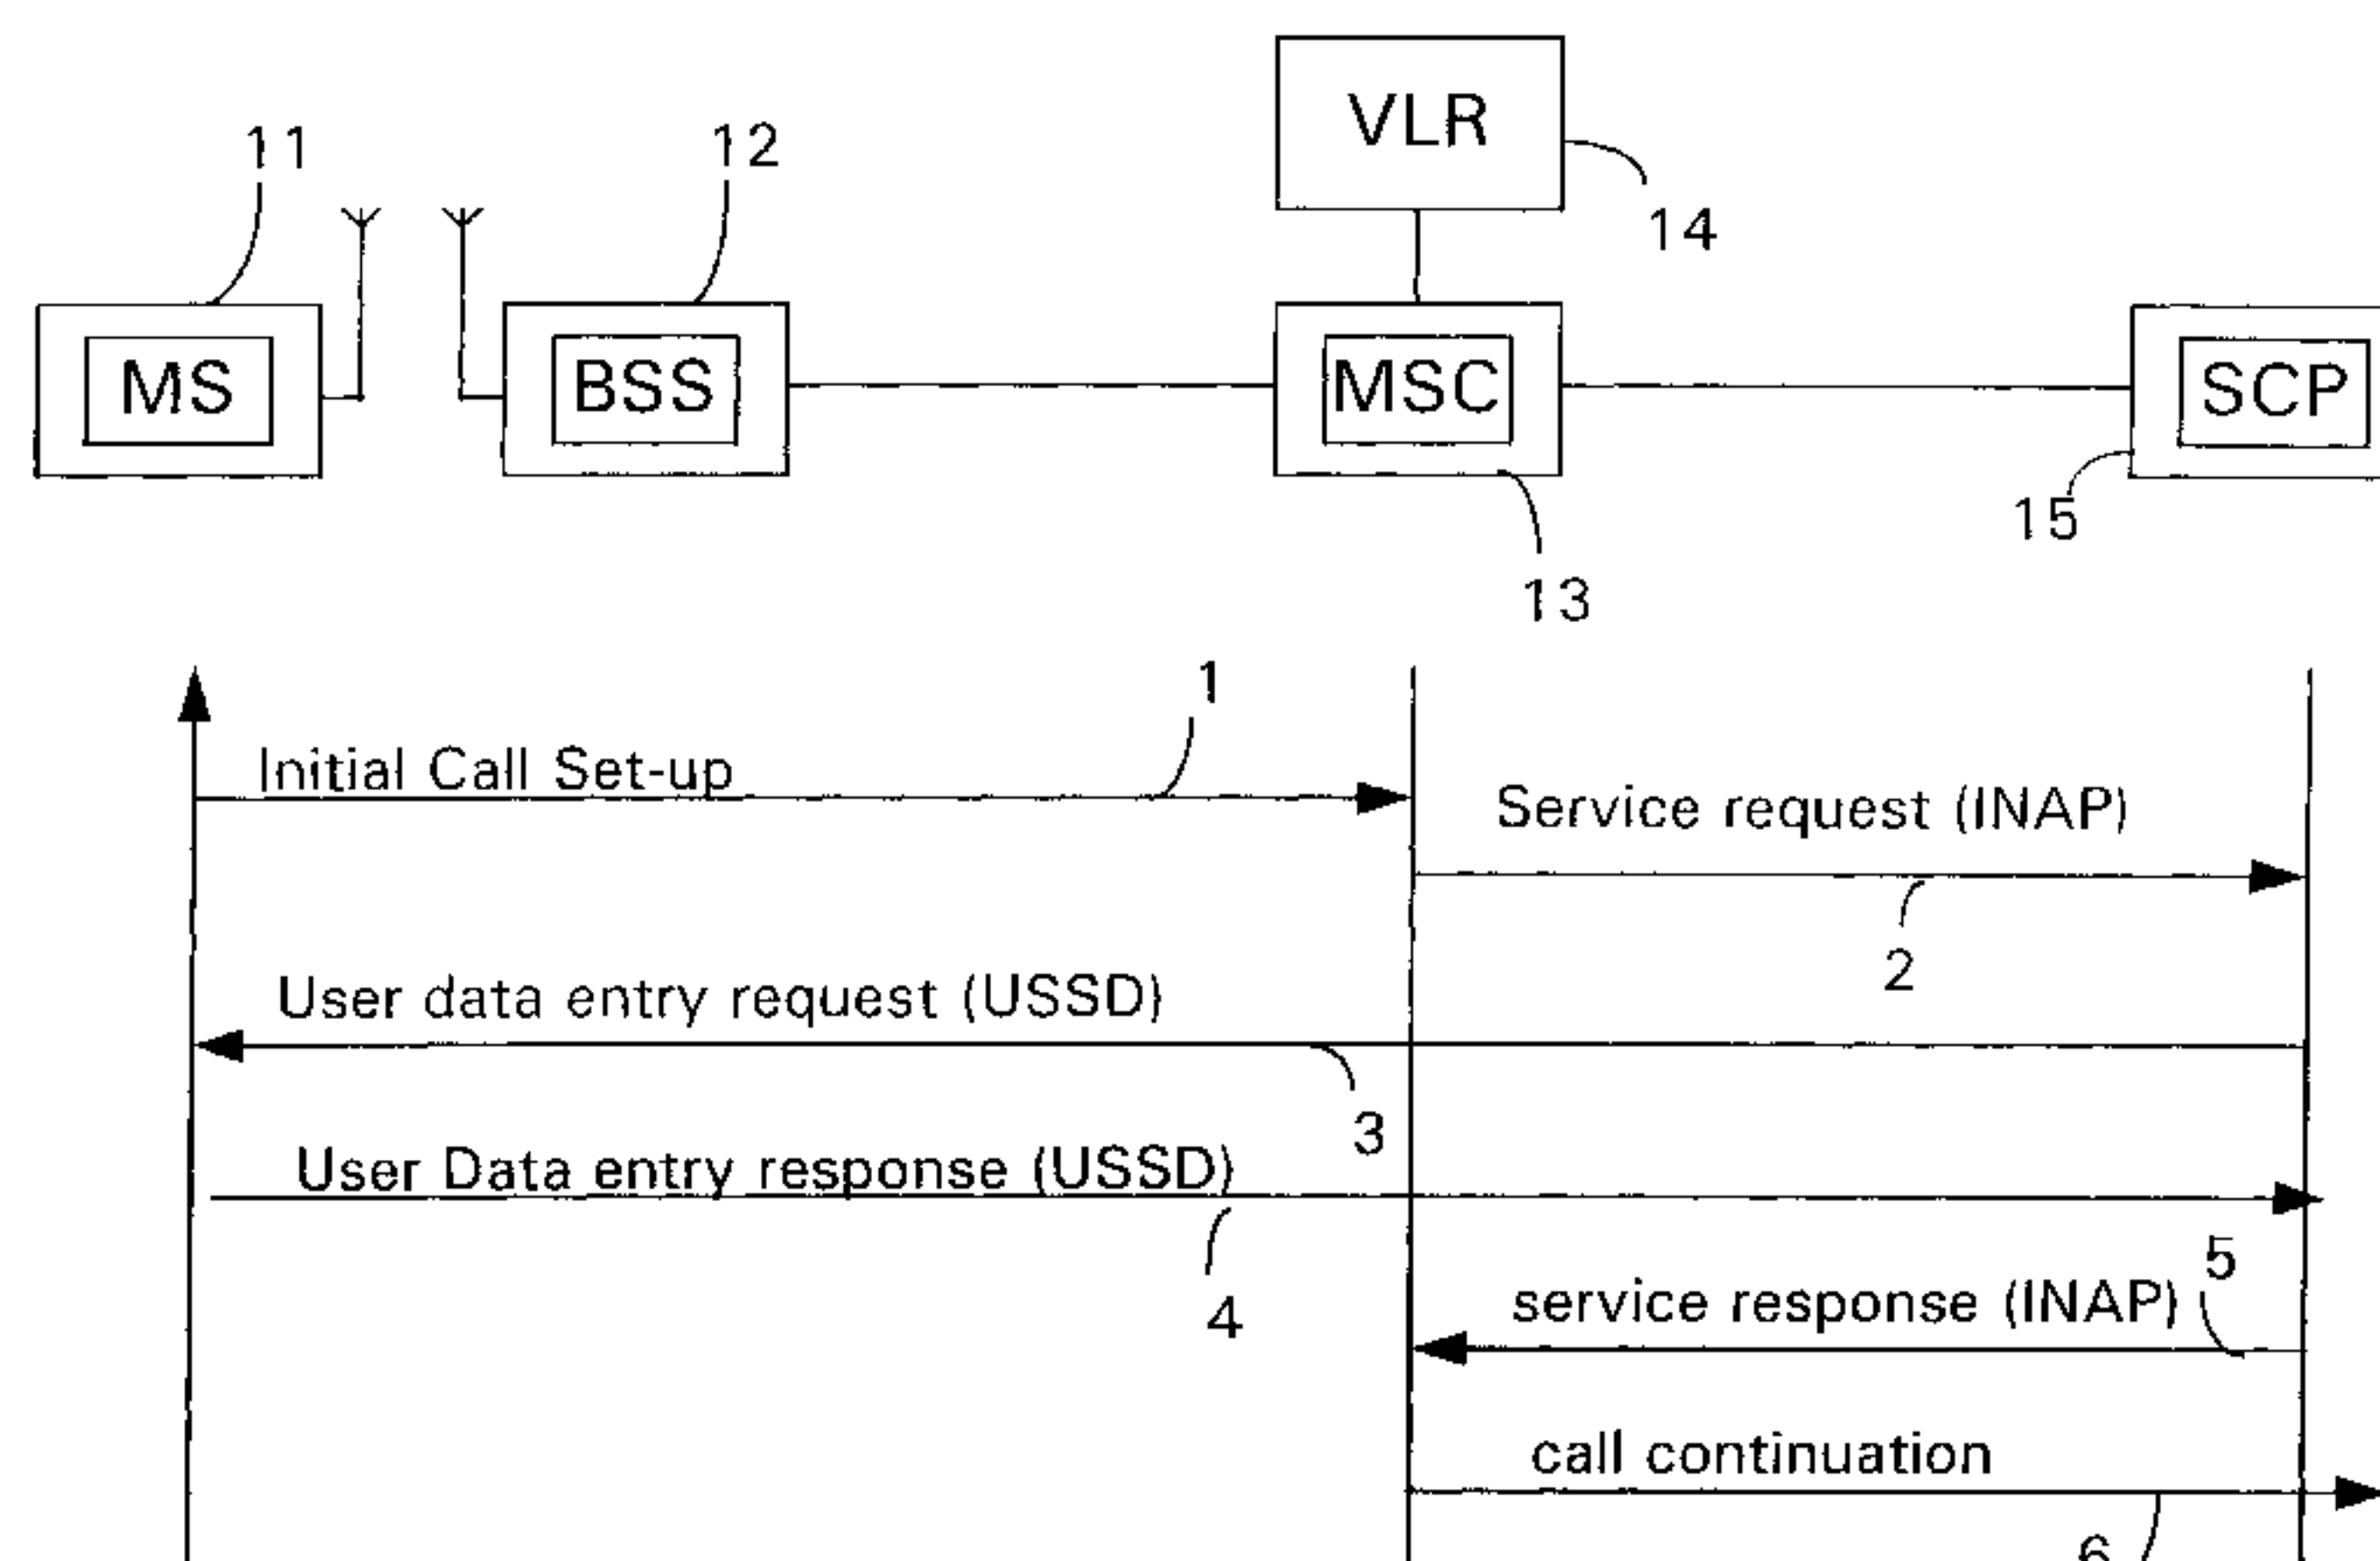 VLR
11
12
14
MS
BSS
MSC
SCP
15
13
1
Initial Call Set-up
Service request (INAP)
2
User data entry request (USSD)
3
User Data entry response (USSD)
4
5
service response (INAP)
call continuation
6